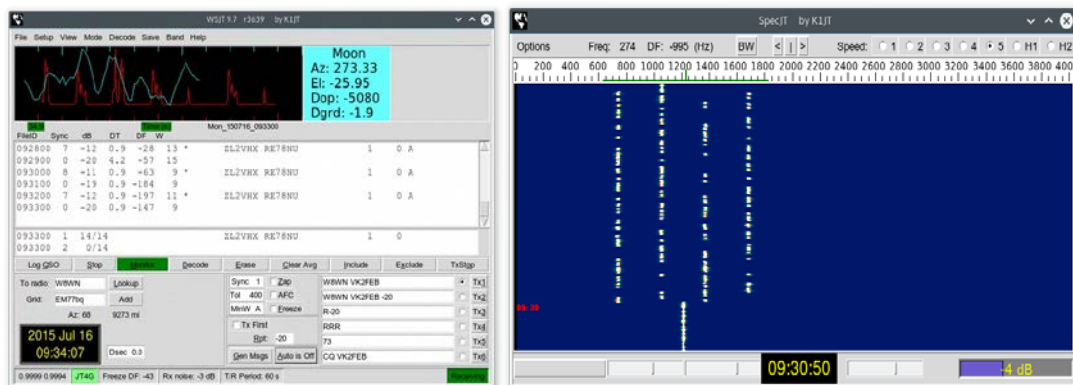 WSJT 9.7 r3639 by K1JT
File Setup View Mode Decode Save Band Help
Moon
Az: 273.33
El: -25.95
Dop: -5080
Dgrd: -1.9
Time (s) Mon_150716_093300
FileID Sync dB DT DF W
092800 7 -12 0.9 -28 13 * ZL2VHX RE78NU 1 0 A
092900 0 -20 4.2 -57 15
093000 8 -11 0.9 -63 9 * ZL2VHX RE78NU 1 0 A
093100 0 -19 0.9 -184 9
093200 7 -12 0.9 -197 11 * ZL2VHX RE78NU 1 0 A
093300 0 -20 0.9 -147 9
093300 1 14/14 ZL2VHX RE78NU 1 0
093300 2 0/14
Log QSO Stop Monitor Decode Erase Clear Avg Include Exclude TxStop
To radio: W8WN Lookup
Grid: EM77bq Add
Az: 68 9273 mi
2015 Jul 16
09:34:07
Dsec 0.0
Sync 1 Zap
Tol 400 AFC
MinW A Freeze
Tx First
Rpt: -20
Gen Msgs Auto is Off
W8WN VK2FEB Tx1
W8WN VK2FEB -20 Tx2
R-20 Tx3
RRR Tx4
73 Tx5
CQ VK2FEB Tx6
0.9999 0.9994 JT4G Freeze DF: -43 Rx noise: -3 dB T/R Period: 60 s Receiving
SpecJT by K1JT
Options Freq: 274 DF: -995 (Hz) BW < | > Speed: 1 2 3 4 5 H1 H2
0 200 400 600 800 1000 1200 1400 1600 1800 2000 2200 2400 2600 2800 3000 3200 3400 3600 3800 400
09:30
09:30:50
-4 dB